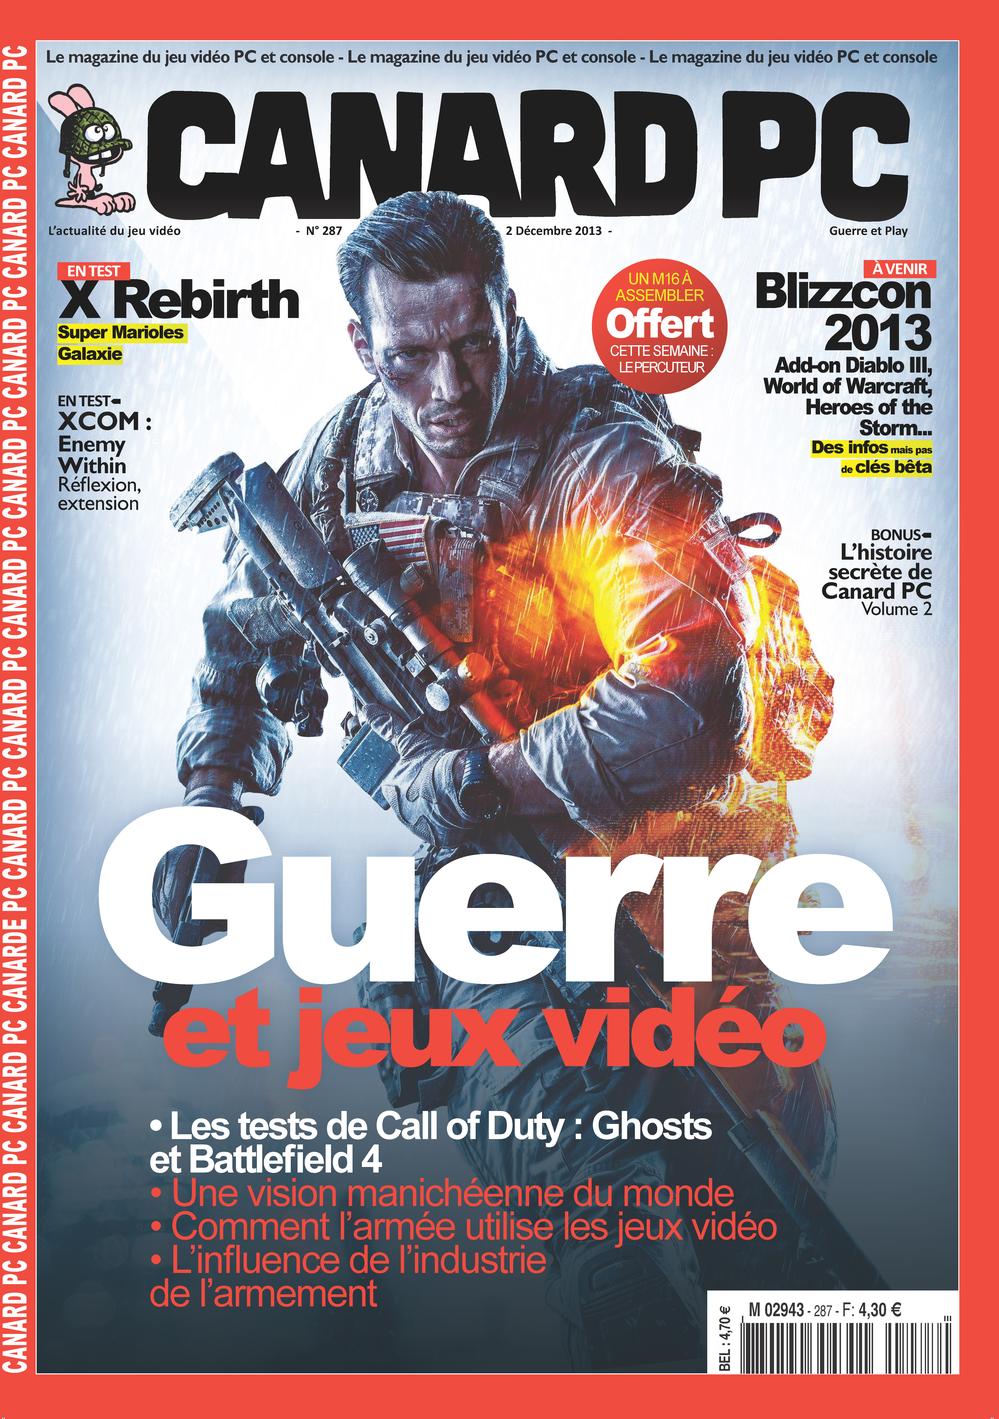 Le magazine du jeu vidéo PC et console - Le magazine du jeu vidéo PC et console - Le magazine du jeu vidéo PC et console
CANARD PC
L'actualité du jeu vidéo - N° 287 2 Décembre 2013 - Guerre et Play
EN TEST
X Rebirth
Super Marioles
Galaxie
EN TEST
XCOM :
Enemy
Within
Réflexion,
extension
UN M16 À
ASSEMBLER
Offert
CETTE SEMAINE :
LE PERCUTEUR
À VENIR
Blizzcon
2013
Add-on Diablo III,
World of Warcraft,
Heroes of the
Storm...
Des infos mais pas
de clés bêta
BONUS
L'histoire
secrète de
Canard PC
Volume 2
Guerre
et jeux vidéo
• Les tests de Call of Duty : Ghosts
et Battlefield 4
• Une vision manichéenne du monde
• Comment l'armée utilise les jeux vidéo
• L'influence de l'industrie
de l'armement
BEL : 4,70 €
M 02943 - 287 - F: 4,30 €
CANARD PC CANARD PC CANARD PC CANARDE PC CANARD PC CANARD PC CANARD PC CANARD PC CANARD PC CANARD PC CANARD PC